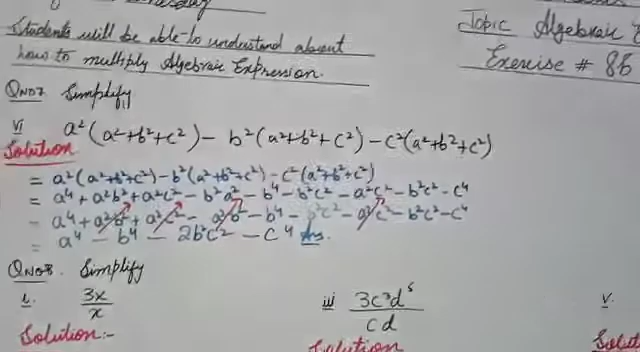 Students will be able to understand about
how to multiply Algebraic Expression.
Topic Algebraic E
Exercise # 8B
QNO7 Simplify
vi a²(a²+b²+c²) - b²(a²+b²+c²) - c²(a²+b²+c²)
Solution
= a²(a²+b²+c²) - b²(a²+b²+c²) - c²(a²+b²+c²)
= a⁴ + a²b² + a²c² - b²a² - b⁴ - b²c² - a²c² - b²c² - c⁴
- a⁴ + a²b² + a²c² - a²b² - b⁴ - b²c² - a²c² - b²c² - c⁴
= a⁴ - b⁴ - 2b²c² - c⁴ Ans.
QNO8. Simplify
i. 3x/x
iii 3c³d⁵/cd
v.
Solution:-
Solution